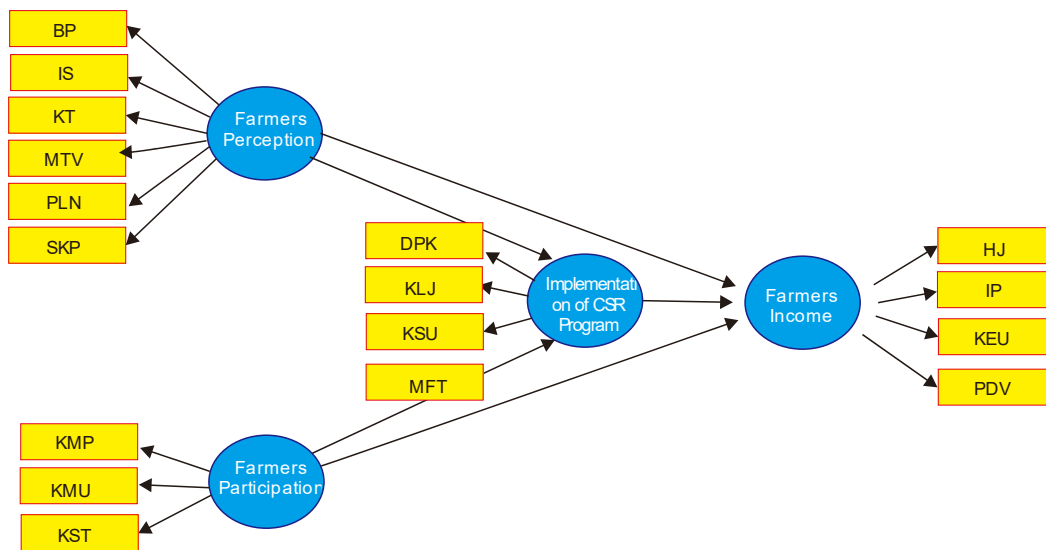 BP
IS
KT
MTV
PLN
SKP
Farmers
Perception
DPK
KLJ
KSU
MFT
Implementati
on of CSR
Program
Farmers
Income
HJ
IP
KEU
PDV
KMP
KMU
KST
Farmers
Participation